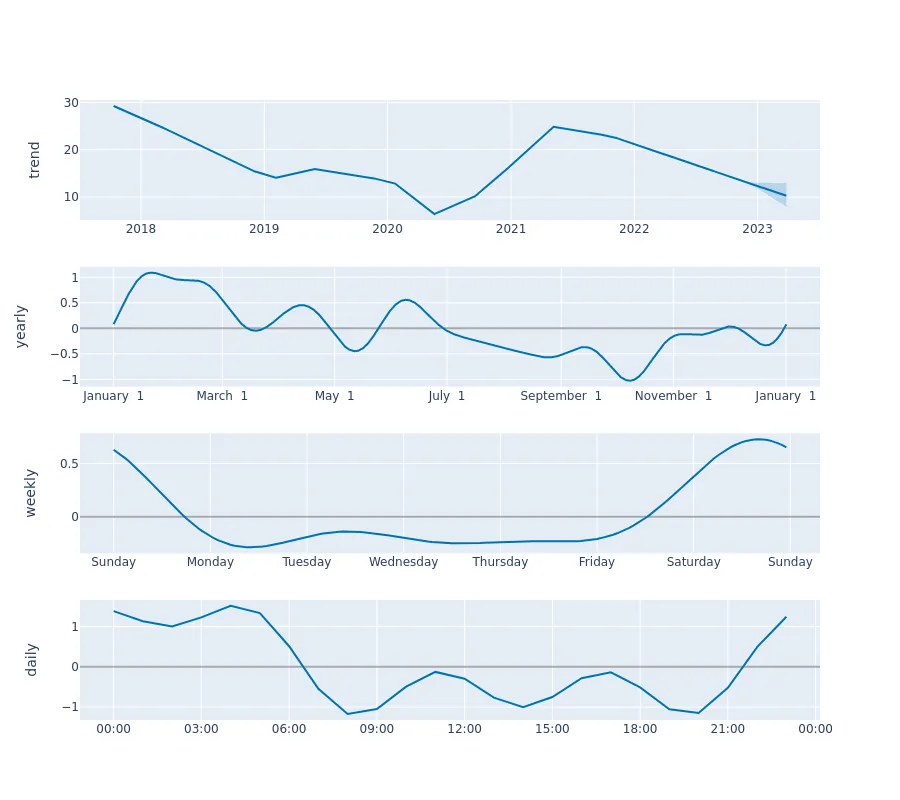 trend
30
20
10
2018 2019 2020 2021 2022 2023
yearly
1
0.5
0
−0.5
−1
January 1 March 1 May 1 July 1 September 1 November 1 January 1
weekly
0.5
0
Sunday Monday Tuesday Wednesday Thursday Friday Saturday Sunday
daily
1
0
−1
00:00 03:00 06:00 09:00 12:00 15:00 18:00 21:00 00:00